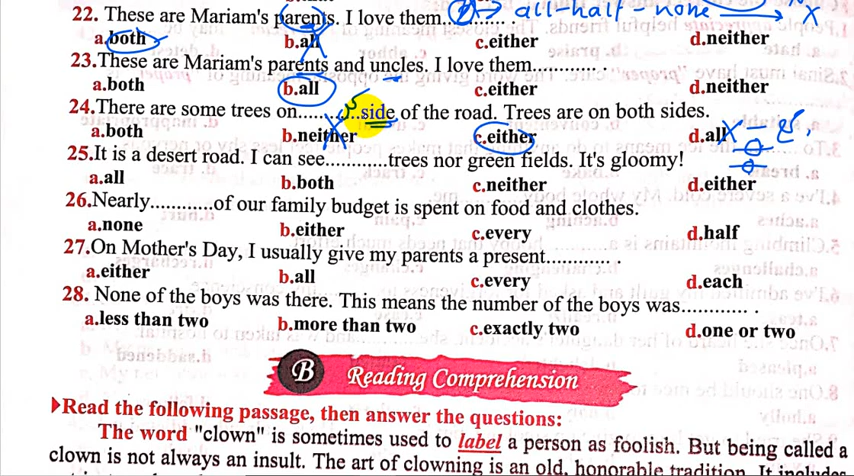 22. These are Mariam's parents. I love them............. . (2) → all-half-none → X
a.both b.all c.either d.neither
23.These are Mariam's parents and uncles. I love them............. .
a.both b.all c.either d.neither
24.There are some trees on............side of the road. Trees are on both sides.
a.both b.neither c.either d.all X
25.It is a desert road. I can see...........trees nor green fields. It's gloomy!
a.all b.both c.neither d.either
26.Nearly............of our family budget is spent on food and clothes.
a.none b.either c.every d.half
27.On Mother's Day, I usually give my parents a present............. .
a.either b.all c.every d.each
28. None of the boys was there. This means the number of the boys was............. .
a.less than two b.more than two c.exactly two d.one or two
B Reading Comprehension
▶Read the following passage, then answer the questions:
The word "clown" is sometimes used to label a person as foolish. But being called a
clown is not always an insult. The art of clowning is an old, honorable tradition. It includes